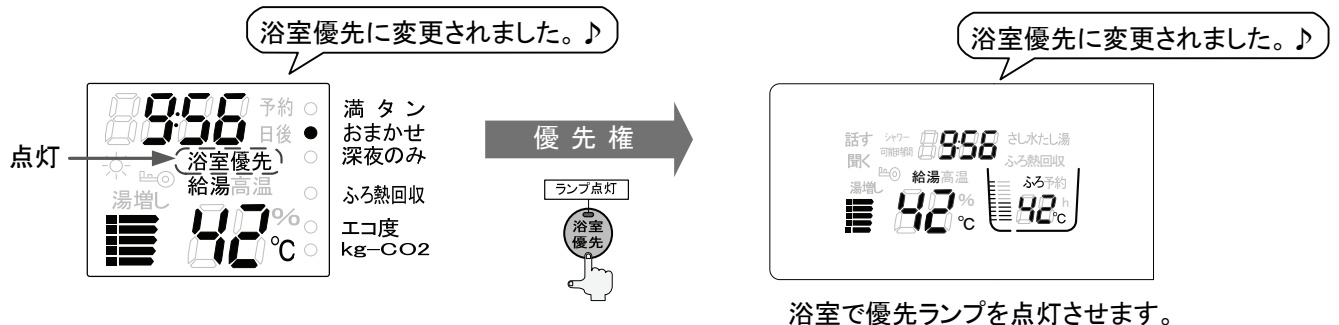 浴室優先に変更されました。♪
点灯
9:56
予約
日後
浴室優先
給湯高温
湯増し
42
%
℃
満タン
おまかせ
深夜のみ
ふろ熱回収
エコ度
kg-CO2
優先権
ランプ点灯
浴室
優先
浴室優先に変更されました。♪
話す
聞く
シャワー
可能時間
9:56
さし水たし湯
ふろ熱回収
給湯高温
湯増し
42
%
℃
ふろ予約
42
h
℃
浴室で優先ランプを点灯させます。